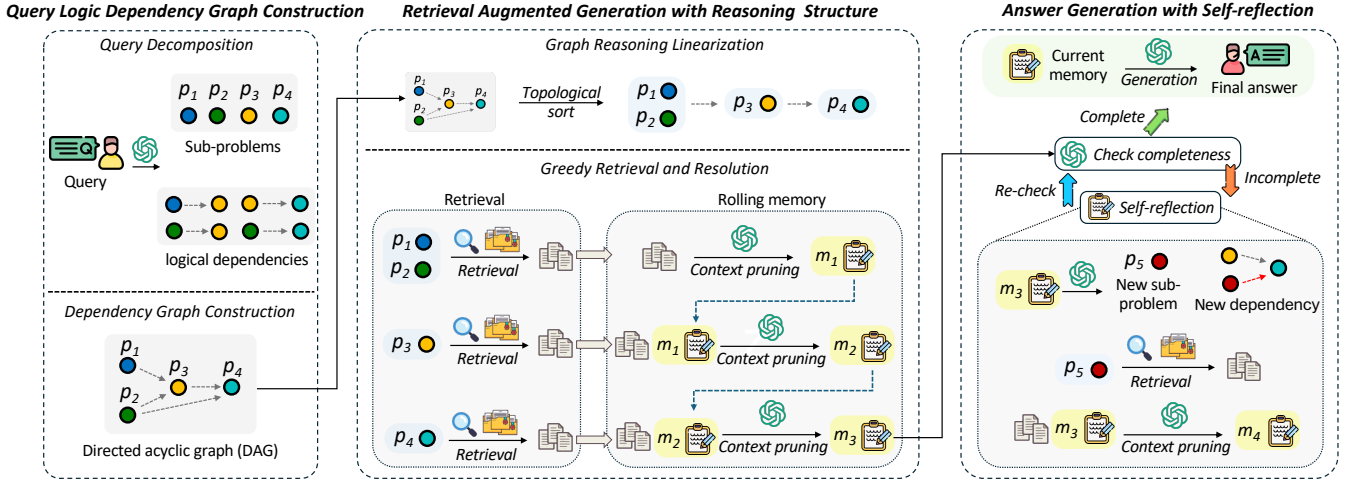 Query Logic Dependency Graph Construction
Query Decomposition
p1 p2 p3 p4
Sub-problems
Q
Query
logical dependencies
Dependency Graph Construction
p1
p2
p3
p4
Directed acyclic graph (DAG)
Retrieval Augmented Generation with Reasoning Structure
Graph Reasoning Linearization
p1
p2
p3
p4
Topological
sort
p1
p2
p3
p4
Greedy Retrieval and Resolution
Retrieval
Rolling memory
p1
p2
Retrieval
Context pruning
m1
p3
Retrieval
m1
Context pruning
m2
p4
Retrieval
m2
Context pruning
m3
Answer Generation with Self-reflection
Current
memory
Generation
A
Final answer
Complete
Check completeness
Re-check
Incomplete
Self-reflection
m3
p5
New sub-
problem
New dependency
p5
Retrieval
m3
Context pruning
m4